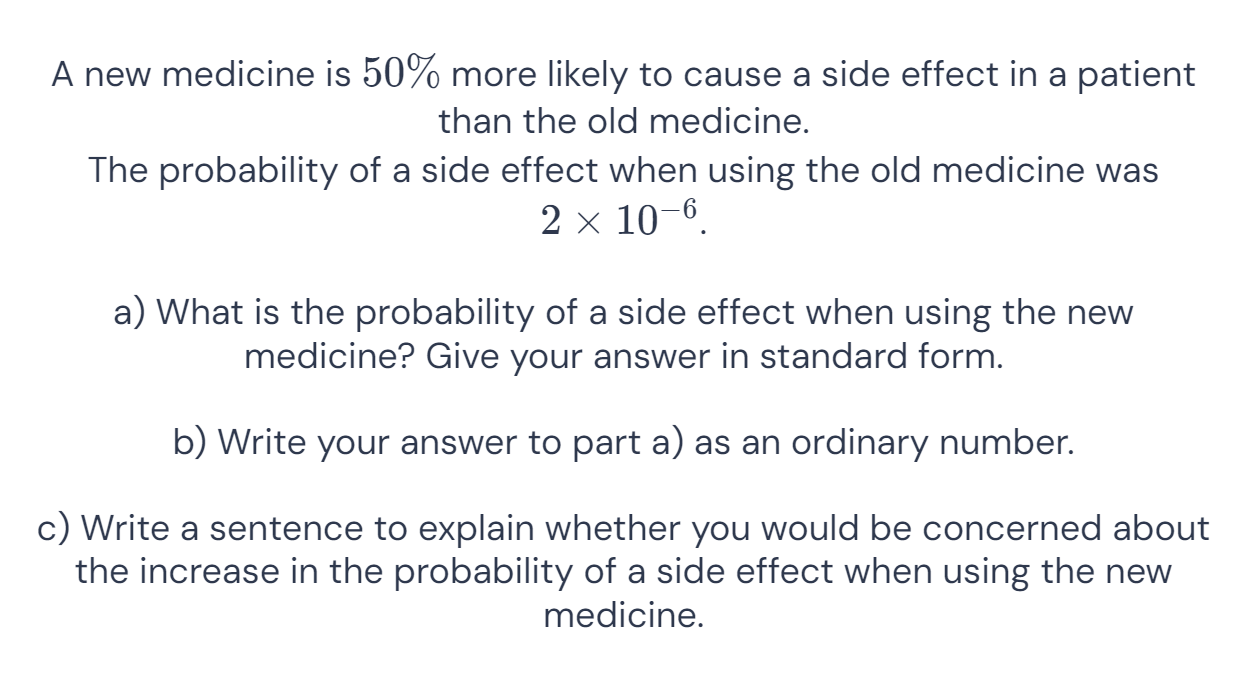 A new medicine is 50% more likely to cause a side effect in a patient
than the old medicine.
The probability of a side effect when using the old medicine was
2 × 10⁻⁶.
a) What is the probability of a side effect when using the new
medicine? Give your answer in standard form.
b) Write your answer to part a) as an ordinary number.
c) Write a sentence to explain whether you would be concerned about
the increase in the probability of a side effect when using the new
medicine.